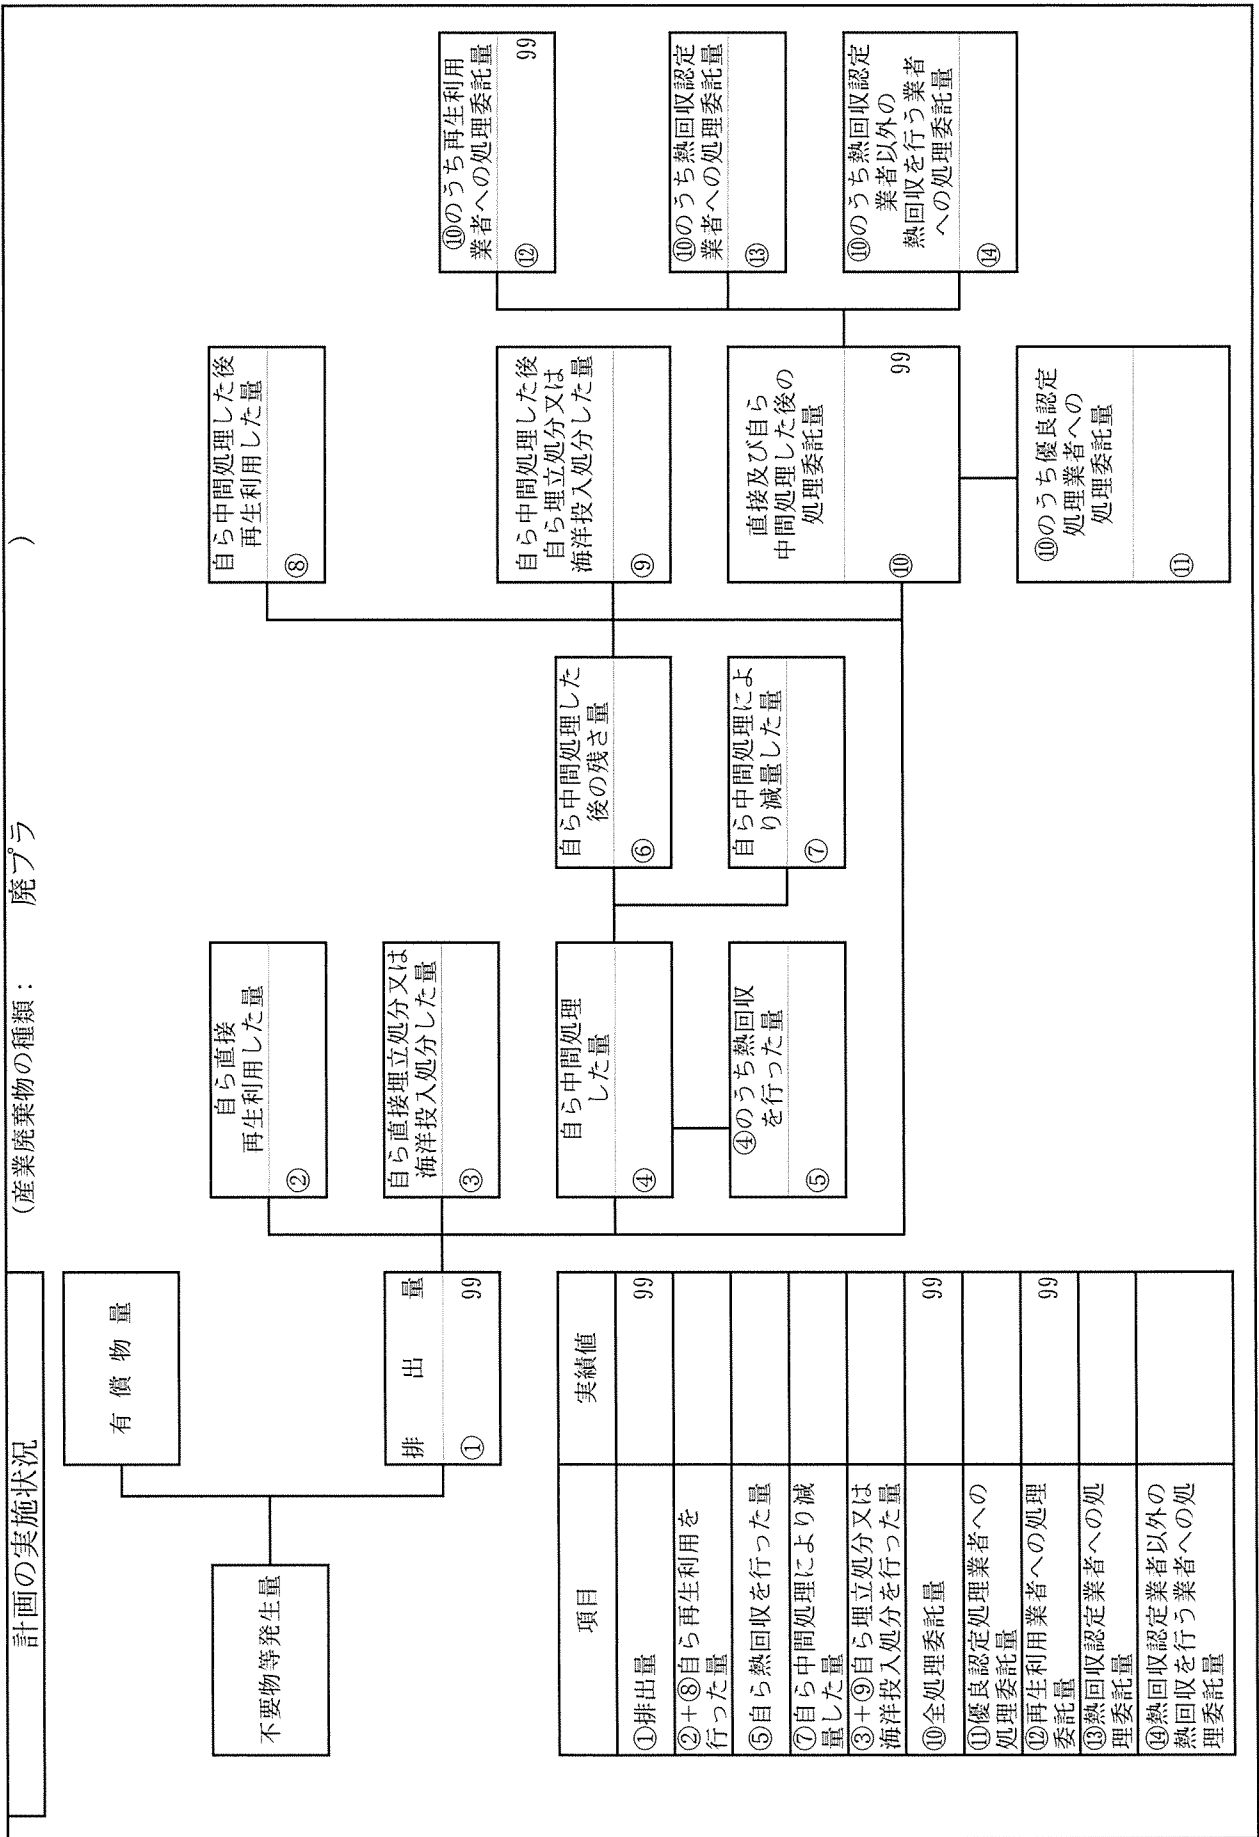 計画の実施状況
(産業廃棄物の種類： 廃プラ )
不要物等発生量
有 償 物 量
排 出 量
① 99
自ら直接
再生利用した量
②
自ら直接埋立処分又は
海洋投入処分した量
③
自ら中間処理
した量
④
④のうち熱回収
を行った量
⑤
自ら中間処理した
後の残さ量
⑥
自ら中間処理によ
り減量した量
⑦
自ら中間処理した後
再生利用した量
⑧
自ら中間処理した後
自ら埋立処分又は
海洋投入処分した量
⑨
直接及び自ら
中間処理した後の
処理委託量
⑩ 99
⑩のうち優良認定
処理業者への
処理委託量
⑪
⑩のうち再生利用
業者への処理委託量
⑫ 99
⑩のうち熱回収認定
業者への処理委託量
⑬
⑩のうち熱回収認定
業者以外の
熱回収を行う業者
への処理委託量
⑭
項目 実績値
①排出量 99
②+⑧自ら再生利用を
行った量
⑤自ら熱回収を行った量
⑦自ら中間処理により減
量した量
③+⑨自ら埋立処分又は
海洋投入処分を行った量
⑩全処理委託量 99
⑪優良認定処理業者への
処理委託量
⑫再生利用業者への処理
委託量 99
⑬熱回収認定業者への処
理委託量
⑭熱回収認定業者以外の
熱回収を行う業者への処
理委託量